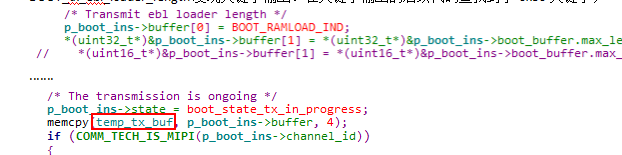 /* Transmit ebl loader length */
p_boot_ins->buffer[0] = BOOT_RAMLOAD_IND;
*(uint32_t*)&p_boot_ins->buffer[1] = *(uint32_t*)&p_boot_ins->boot_buffer.max_le
// *(uint16_t*)&p_boot_ins->buffer[1] = *(uint16_t*)&p_boot_ins->boot_buffer.max_
......
/* The transmission is ongoing */
p_boot_ins->state = boot_state_tx_in_progress;
memcpy(temp_tx_buf, p_boot_ins->buffer, 4);
if (COMM_TECH_IS_MIPI(p_boot_ins->channel_id))
{